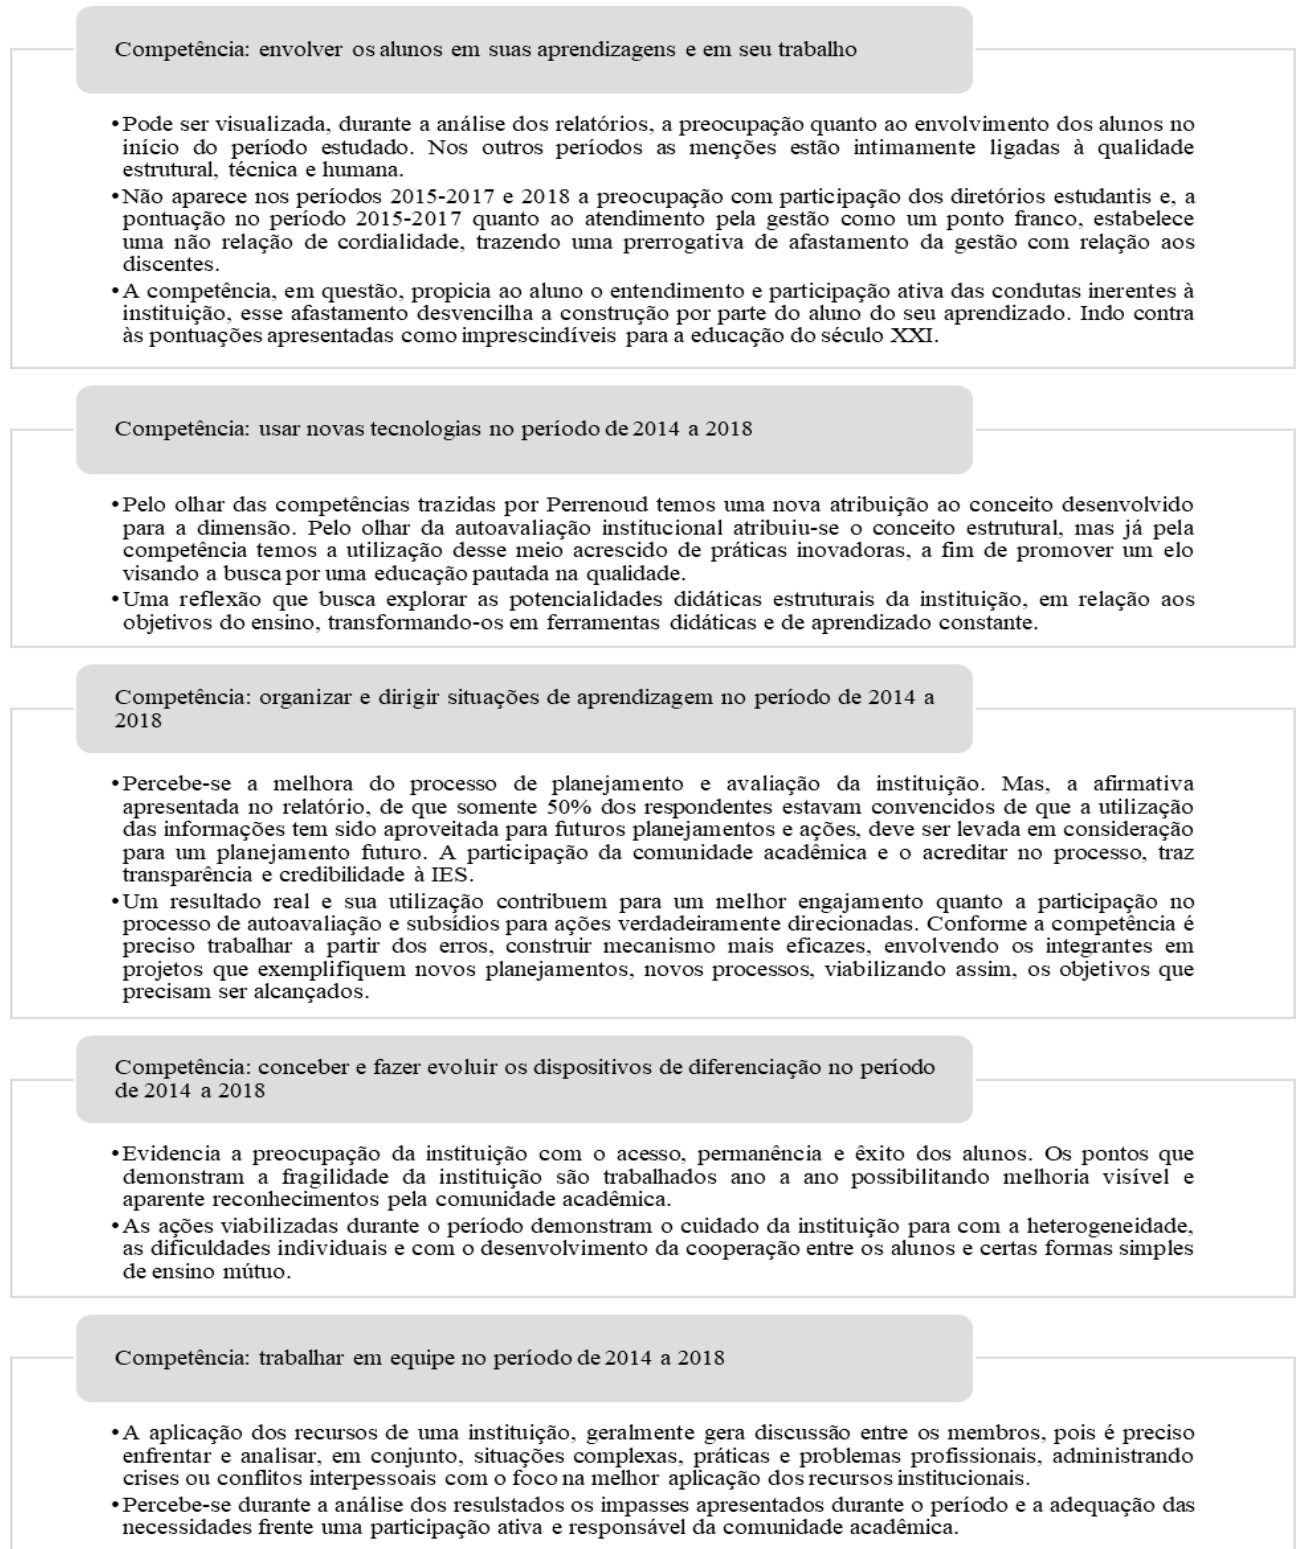 Competência: envolver os alunos em suas aprendizagens e em seu trabalho
•Pode ser visualizada, durante a análise dos relatórios, a preocupação quanto ao envolvimento dos alunos no
início do período estudado. Nos outros períodos as menções estão intimamente ligadas à qualidade
estrutural, técnica e humana.
•Não aparece nos períodos 2015-2017 e 2018 a preocupação com participação dos diretórios estudantis e, a
pontuação no período 2015-2017 quanto ao atendimento pela gestão como um ponto franco, estabelece
uma não relação de cordialidade, trazendo uma prerrogativa de afastamento da gestão com relação aos
discentes.
•A competência, em questão, propicia ao aluno o entendimento e participação ativa das condutas inerentes à
instituição, esse afastamento desvencilha a construção por parte do aluno do seu aprendizado. Indo contra
às pontuações apresentadas como imprescindíveis para a educação do século XXI.
Competência: usar novas tecnologias no período de 2014 a 2018
•Pelo olhar das competências trazidas por Perrenoud temos uma nova atribuição ao conceito desenvolvido
para a dimensão. Pelo olhar da autoavaliação institucional atribuiu-se o conceito estrutural, mas já pela
competência temos a utilização desse meio acrescido de práticas inovadoras, a fim de promover um elo
visando a busca por uma educação pautada na qualidade.
•Uma reflexão que busca explorar as potencialidades didáticas estruturais da instituição, em relação aos
objetivos do ensino, transformando-os em ferramentas didáticas e de aprendizado constante.
Competência: organizar e dirigir situações de aprendizagem no período de 2014 a
2018
•Percebe-se a melhora do processo de planejamento e avaliação da instituição. Mas, a afirmativa
apresentada no relatório, de que somente 50% dos respondentes estavam convencidos de que a utilização
das informações tem sido aproveitada para futuros planejamentos e ações, deve ser levada em consideração
para um planejamento futuro. A participação da comunidade acadêmica e o acreditar no processo, traz
transparência e credibilidade à IES.
•Um resultado real e sua utilização contribuem para um melhor engajamento quanto a participação no
processo de autoavaliação e subsídios para ações verdadeiramente direcionadas. Conforme a competência é
preciso trabalhar a partir dos erros, construir mecanismo mais eficazes, envolvendo os integrantes em
projetos que exemplifiquem novos planejamentos, novos processos, viabilizando assim, os objetivos que
precisam ser alcançados.
Competência: conceber e fazer evoluir os dispositivos de diferenciação no período
de 2014 a 2018
•Evidencia a preocupação da instituição com o acesso, permanência e êxito dos alunos. Os pontos que
demonstram a fragilidade da instituição são trabalhados ano a ano possibilitando melhoria visível e
aparente reconhecimentos pela comunidade acadêmica.
•As ações viabilizadas durante o período demonstram o cuidado da instituição para com a heterogeneidade,
as dificuldades individuais e com o desenvolvimento da cooperação entre os alunos e certas formas simples
de ensino mútuo.
Competência: trabalhar em equipe no período de 2014 a 2018
•A aplicação dos recursos de uma instituição, geralmente gera discussão entre os membros, pois é preciso
enfrentar e analisar, em conjunto, situações complexas, práticas e problemas profissionais, administrando
crises ou conflitos interpessoais com o foco na melhor aplicação dos recursos institucionais.
•Percebe-se durante a análise dos resulstados os impasses apresentados durante o período e a adequação das
necessidades frente uma participação ativa e responsável da comunidade acadêmica.